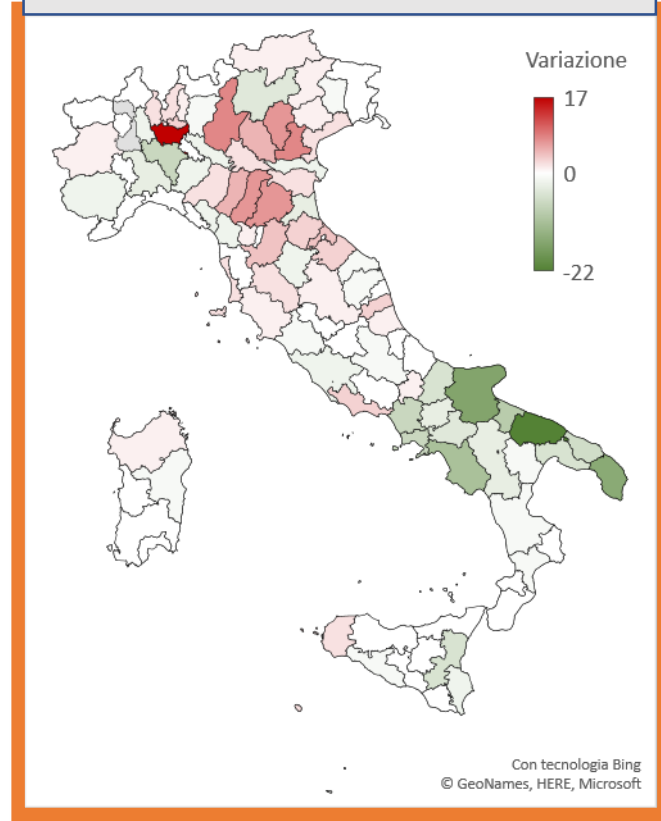 Variazione
17
0
-22
Con tecnologia Bing
© GeoNames, HERE, Microsoft